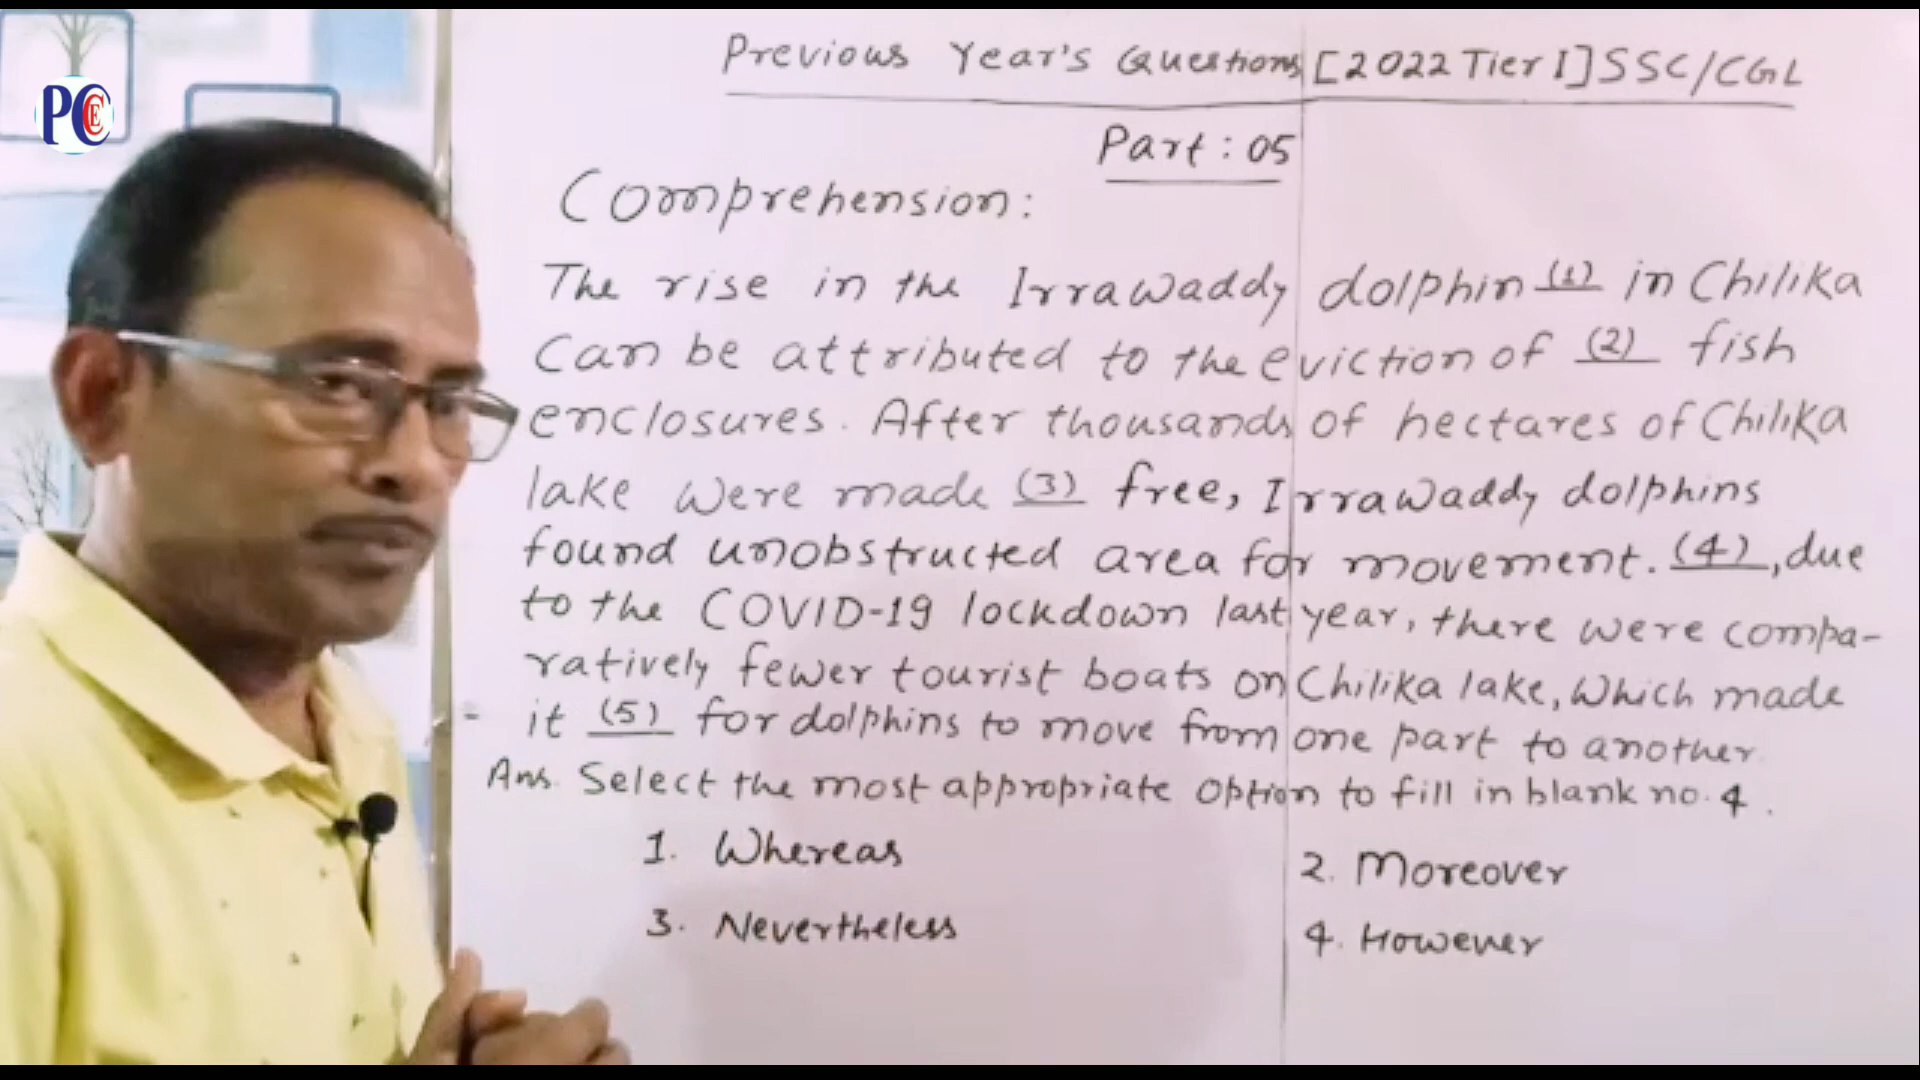 PCEC
Previous Year's Questions [2022 Tier I] SSC/CGL
Part : 05
Comprehension:
The rise in the Irrawaddy dolphin (1) in Chilika
Can be attributed to the eviction of (2) fish
enclosures. After thousands of hectares of Chilika
lake were made (3) free, Irrawaddy dolphins
found unobstructed area for movement. (4), due
to the COVID-19 lockdown last year, there were compa-
ratively fewer tourist boats on Chilika lake, which made
it (5) for dolphins to move from one part to another.
Ans. Select the most appropriate option to fill in blank no. 4.
1. Whereas
2. Moreover
3. Nevertheless
4. However